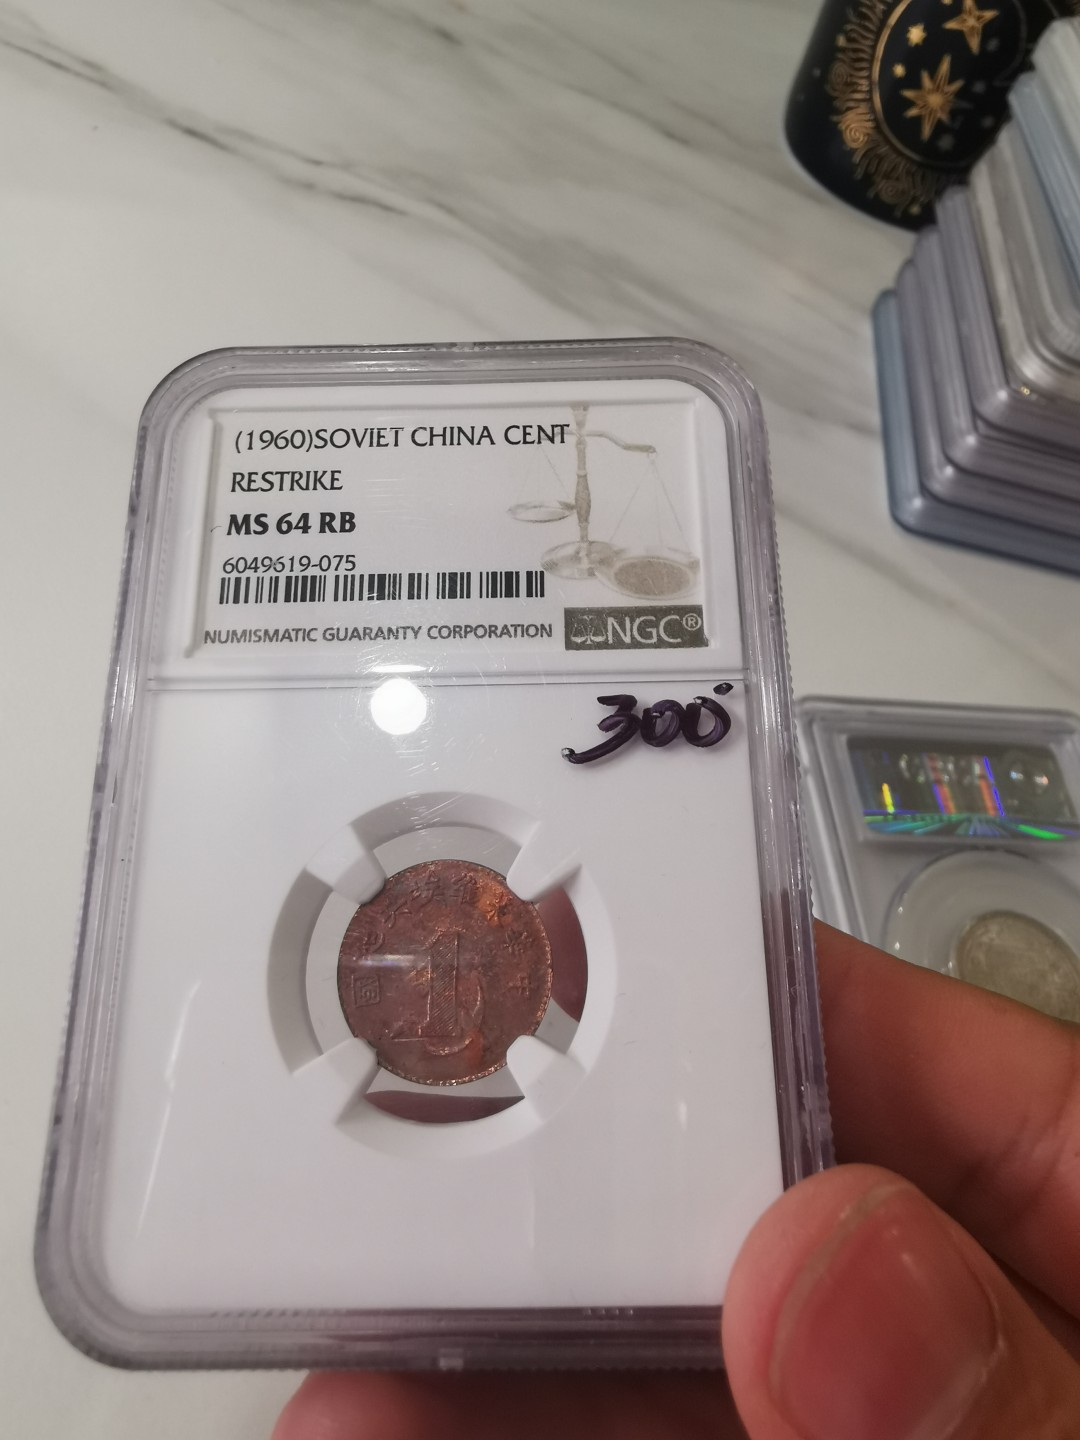 (1960)SOVIET CHINA CENT
RESTRIKE
MS 64 RB
6049619-075
NUMISMATIC GUARANTY CORPORATION
NGC®
300
1